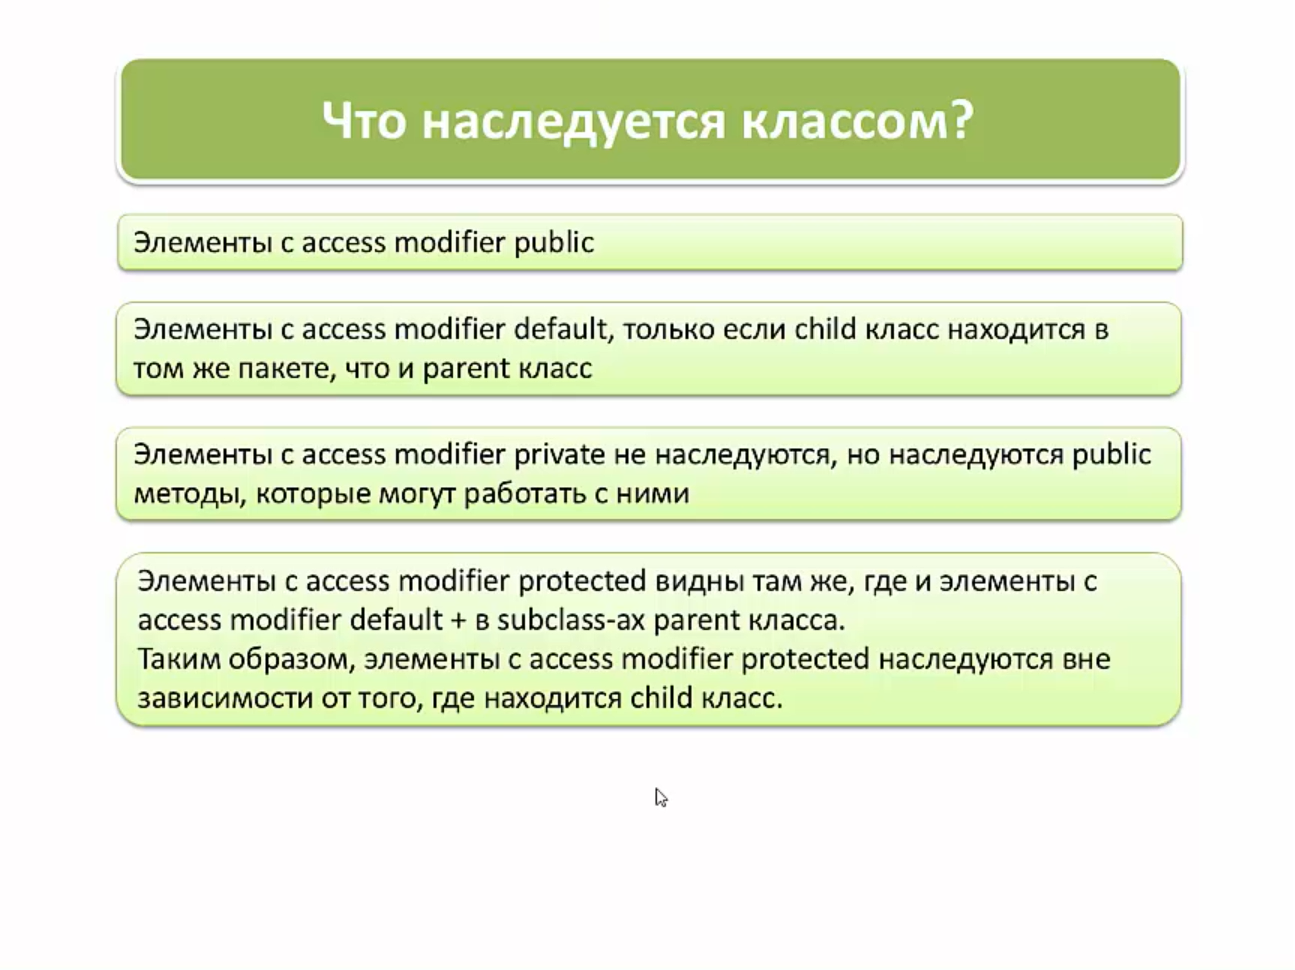 Что наследуется классом?
Элементы с access modifier public
Элементы с access modifier default, только если child класс находится в
том же пакете, что и parent класс
Элементы с access modifier private не наследуются, но наследуются public
методы, которые могут работать с ними
Элементы с access modifier protected видны там же, где и элементы с
access modifier default + в subclass-ах parent класса.
Таким образом, элементы с access modifier protected наследуются вне
зависимости от того, где находится child класс.